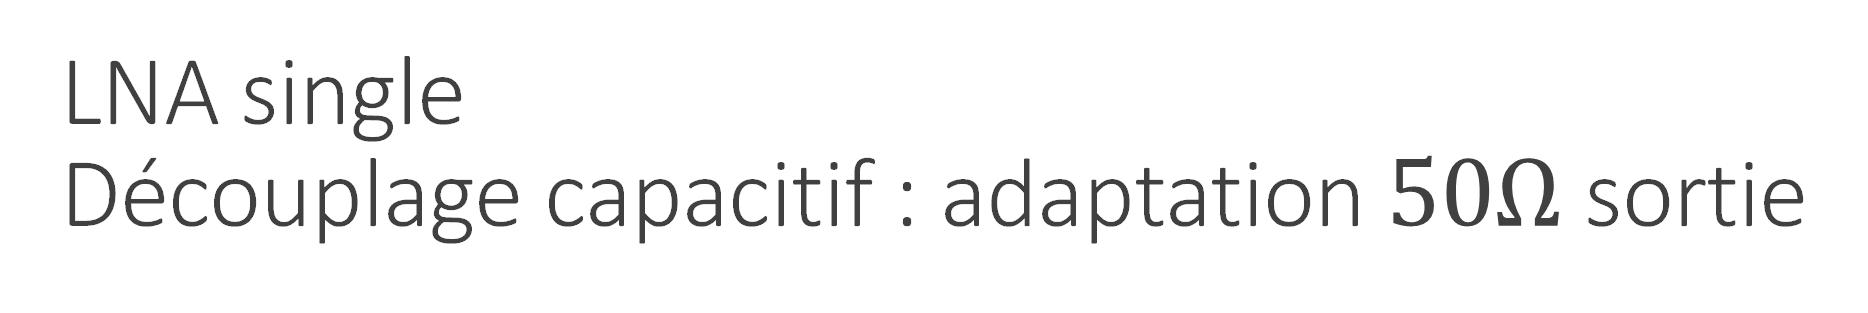 LNA single
Découplage capacitif : adaptation 50Ω sortie